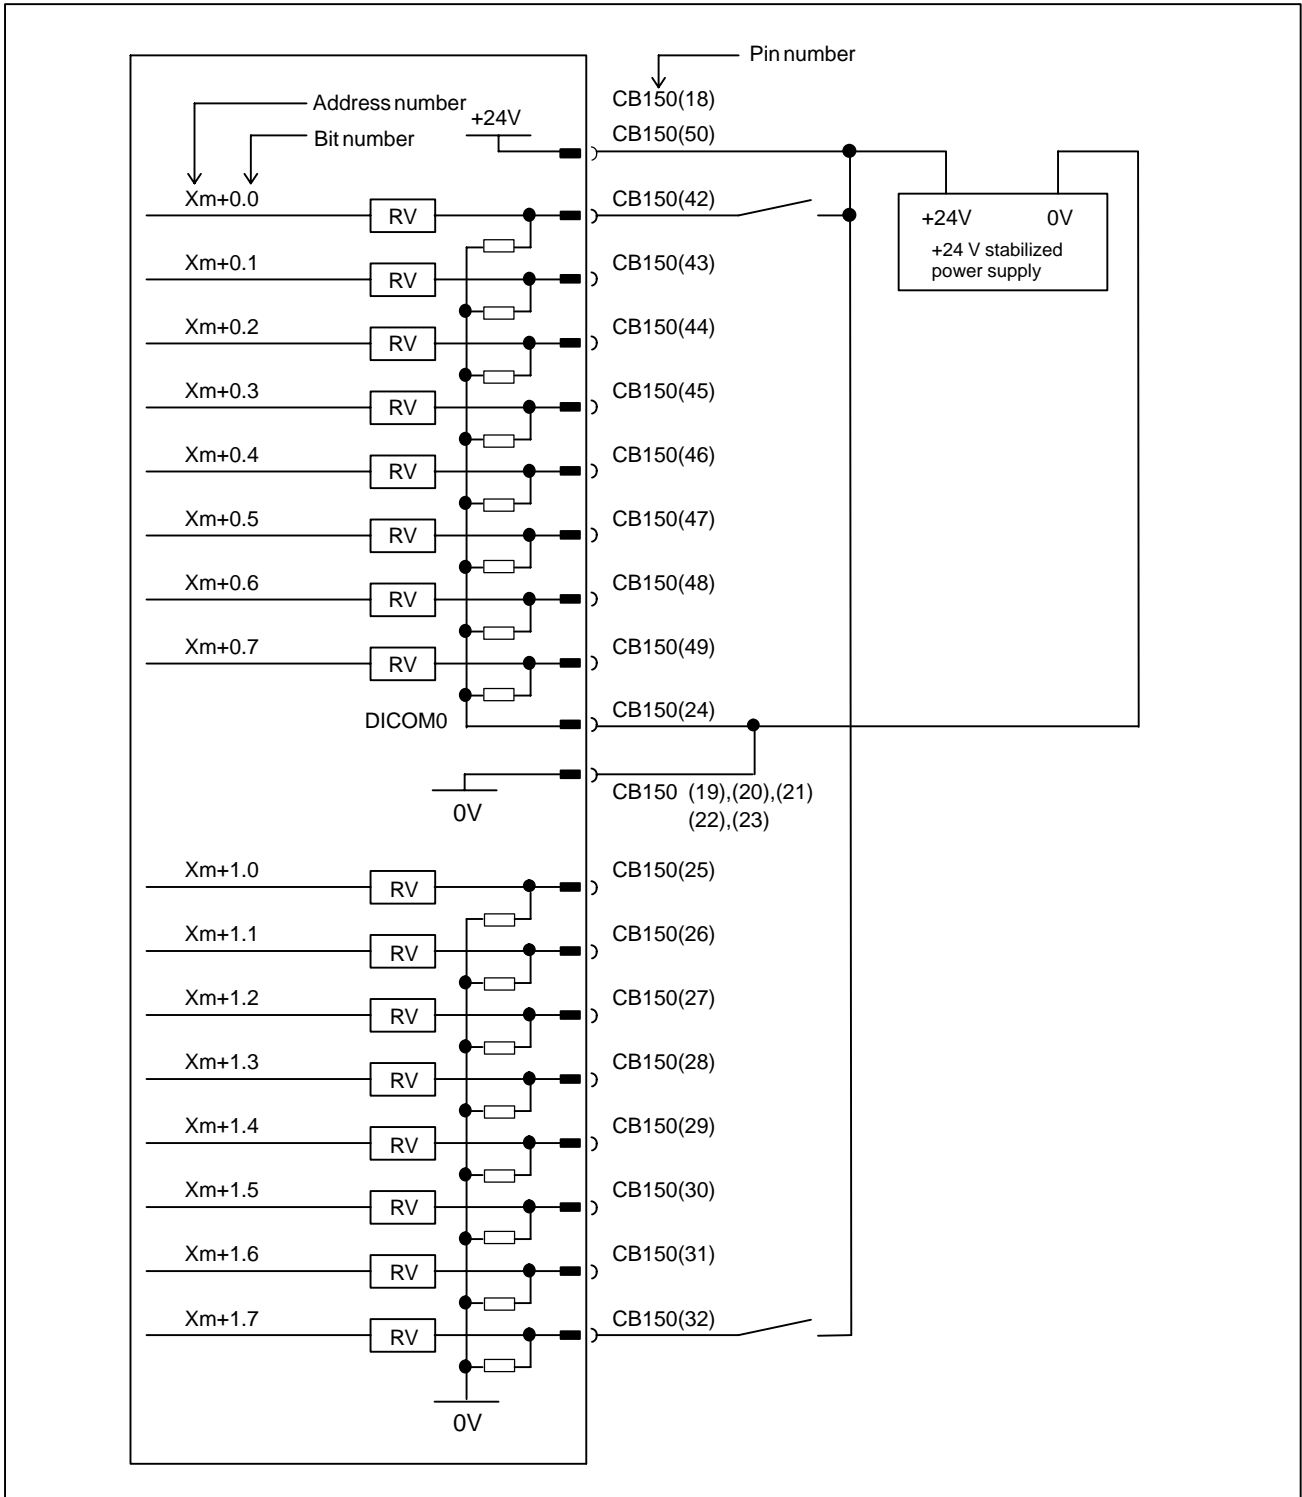 Pin number
CB150(18)
Address number
+24V
CB150(50)
Bit number
Xm+0.0
RV
CB150(42)
+24V 0V
+24 V stabilized
power supply
Xm+0.1
RV
CB150(43)
Xm+0.2
RV
CB150(44)
Xm+0.3
RV
CB150(45)
Xm+0.4
RV
CB150(46)
Xm+0.5
RV
CB150(47)
Xm+0.6
RV
CB150(48)
Xm+0.7
RV
CB150(49)
DICOM0
CB150(24)
0V
CB150 (19),(20),(21)
(22),(23)
Xm+1.0
RV
CB150(25)
Xm+1.1
RV
CB150(26)
Xm+1.2
RV
CB150(27)
Xm+1.3
RV
CB150(28)
Xm+1.4
RV
CB150(29)
Xm+1.5
RV
CB150(30)
Xm+1.6
RV
CB150(31)
Xm+1.7
RV
CB150(32)
0V